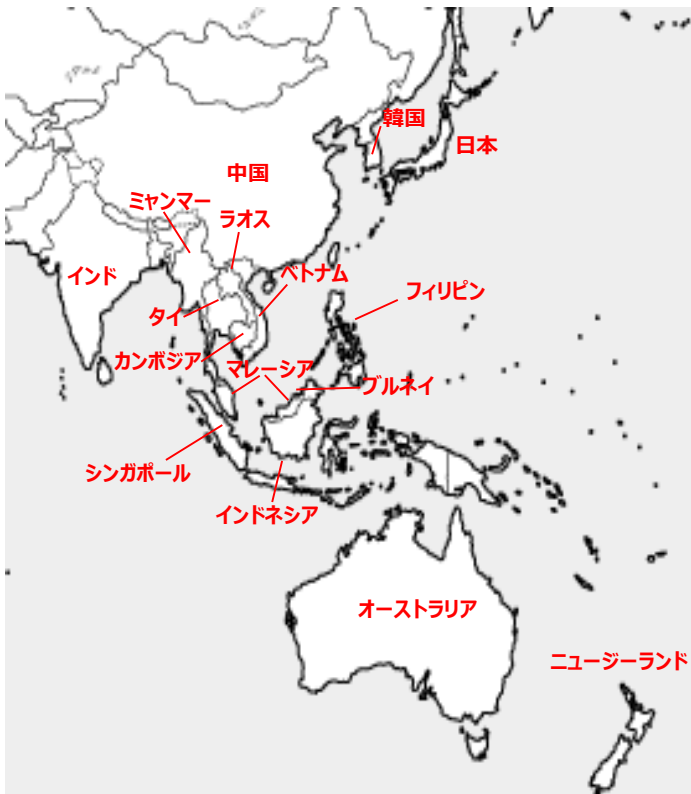 韓国
日本
中国
ミャンマー
ラオス
インド
ベトナム
フィリピン
タイ
カンボジア
マレーシア
ブルネイ
シンガポール
インドネシア
オーストラリア
ニュージーランド